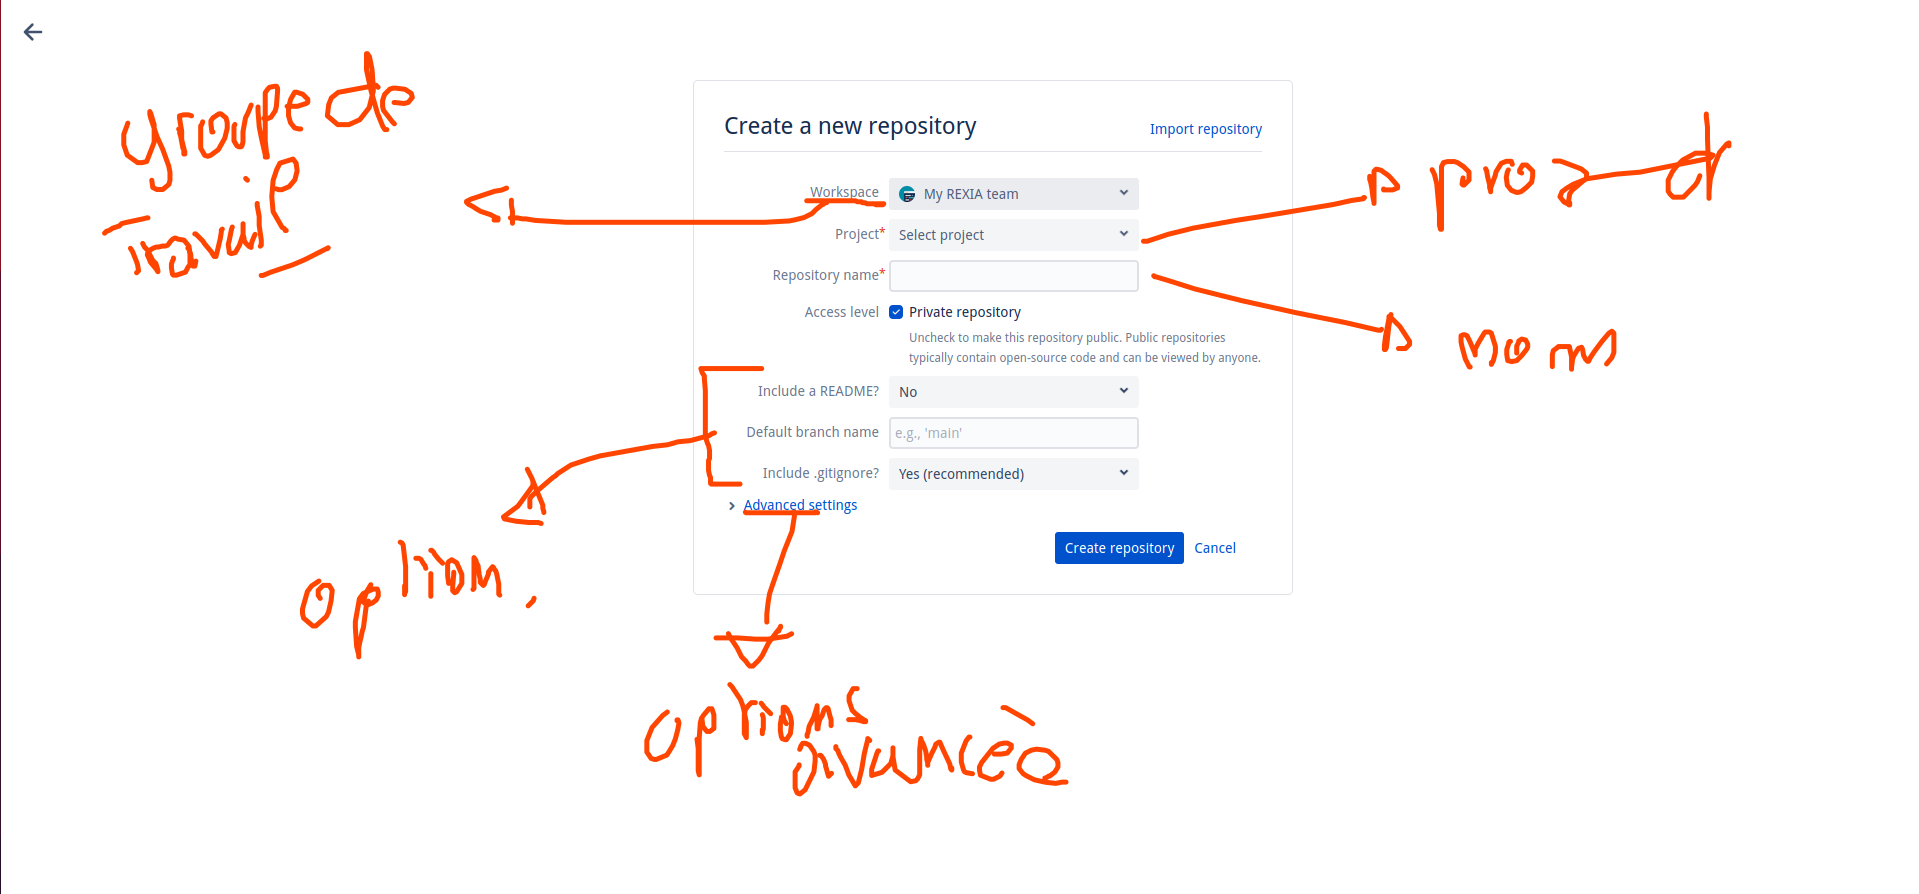 groupe de
travail
Create a new repository
Import repository
Workspace
My REXIA team
Project*
Select project
Repository name*
Access level
Private repository
Uncheck to make this repository public. Public repositories
typically contain open-source code and can be viewed by anyone.
Include a README?
No
Default branch name
e.g., 'main'
Include .gitignore?
Yes (recommended)
Advanced settings
Create repository
Cancel
option.
options